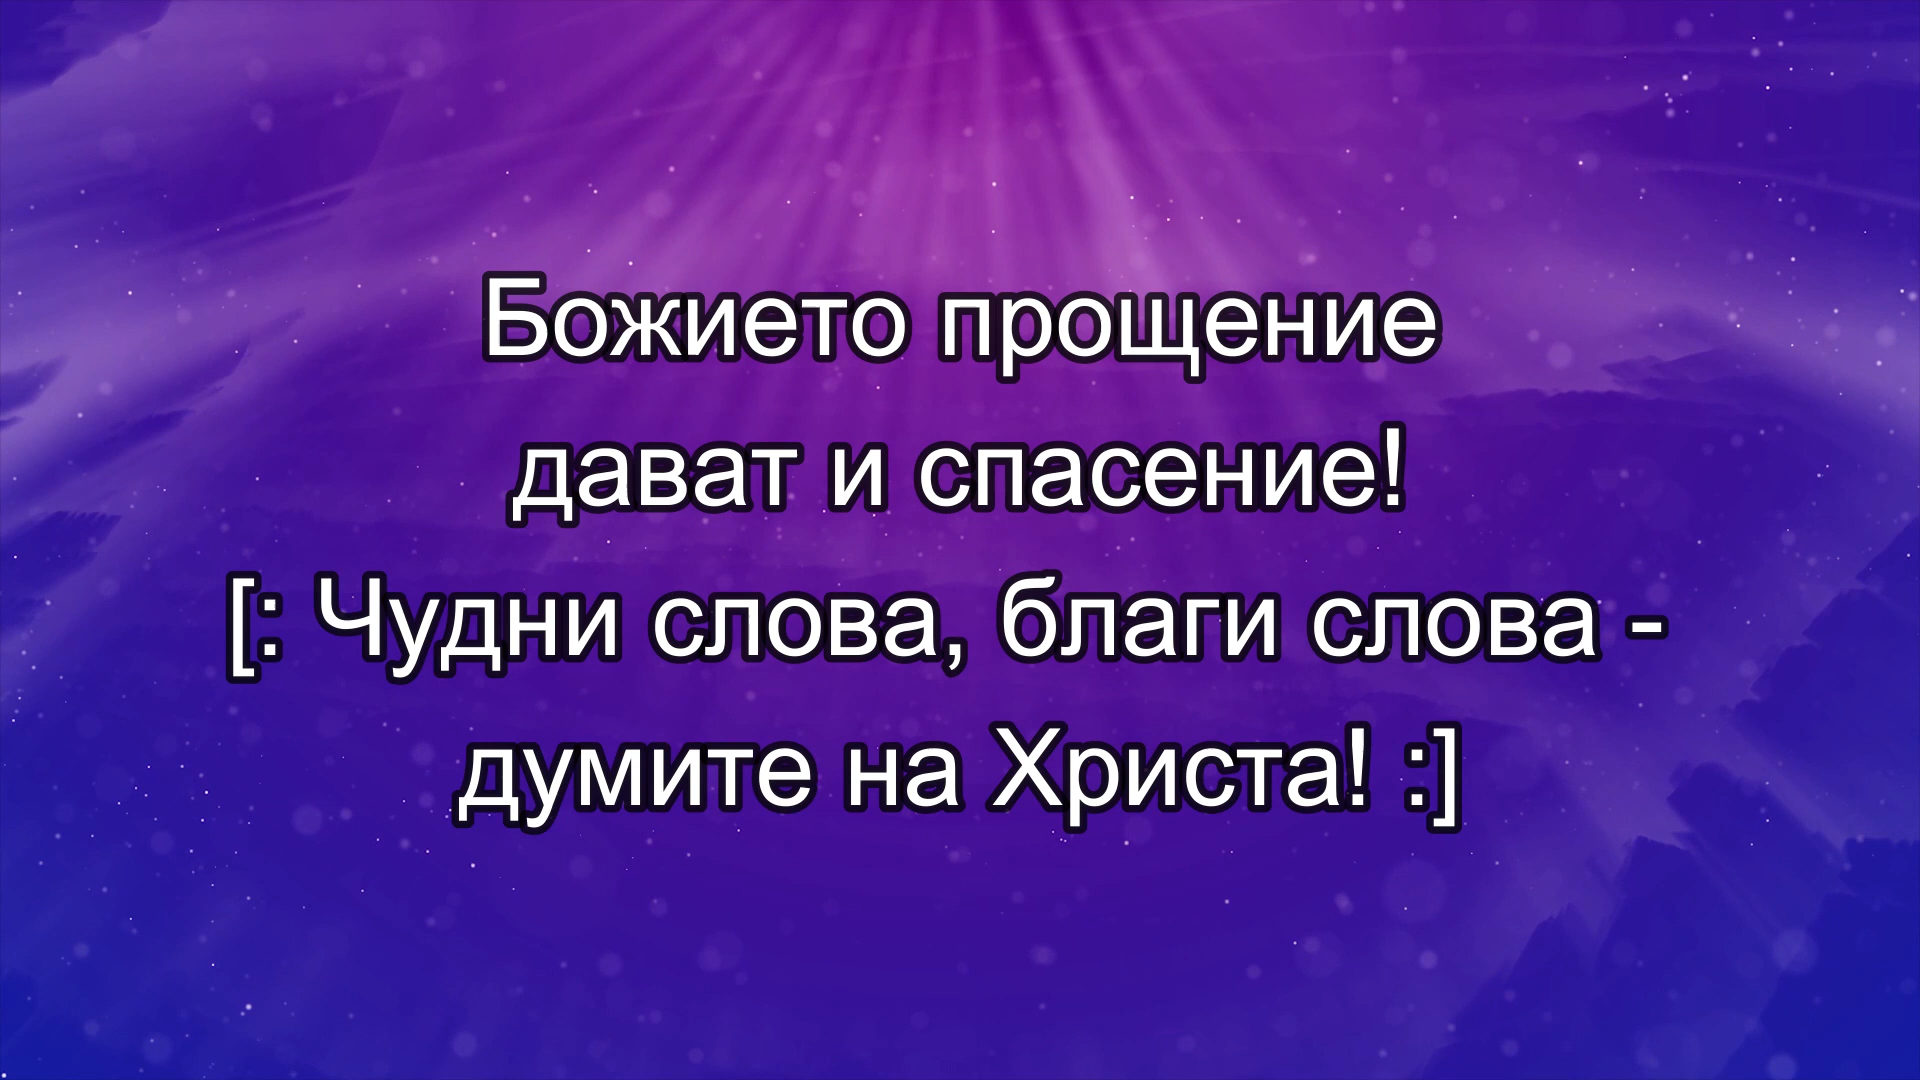 Божието прощение
дават и спасение!
[: Чудни слова, благи слова -
думите на Христа! :]